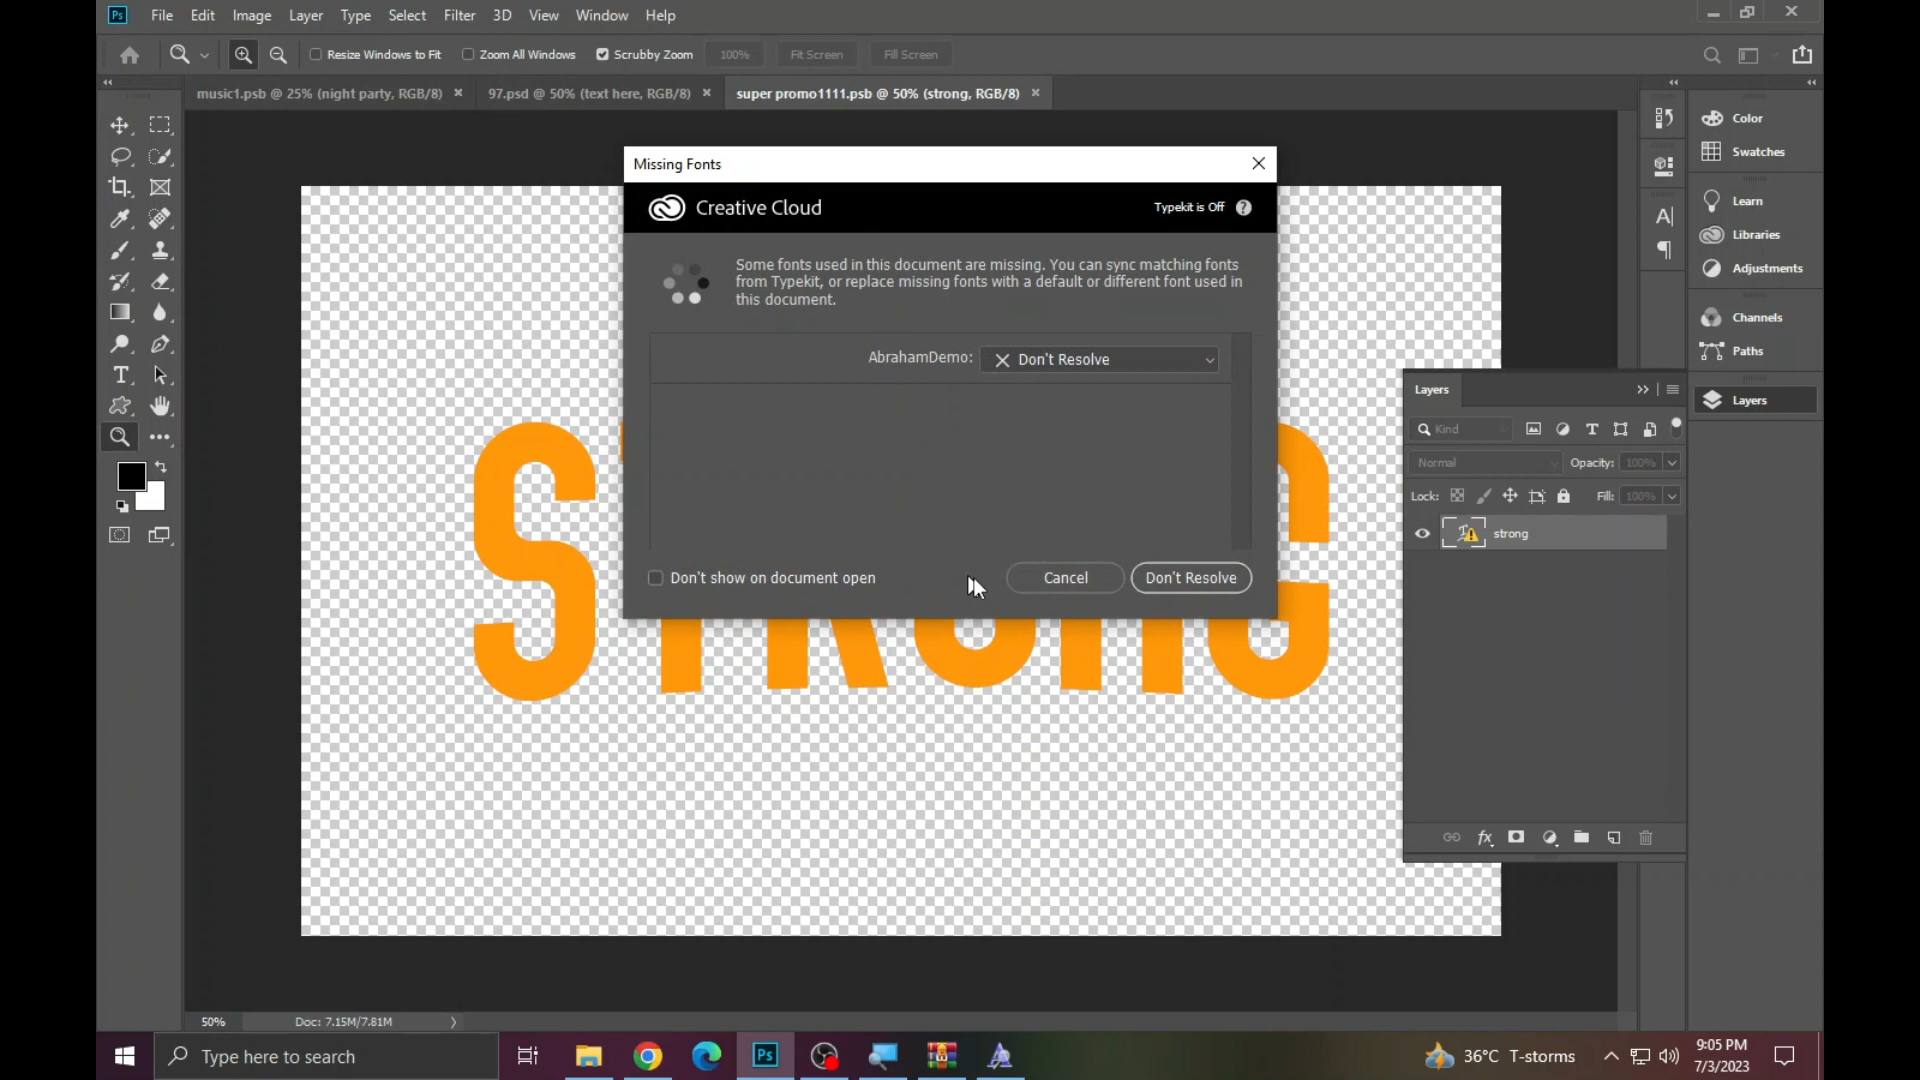 Ps File Edit Image Layer Type Select Filter 3D View Window Help
Resize Windows to Fit Zoom All Windows Scrubby Zoom 100% Fit Screen Fill Screen
music1.psb @ 25% (night party, RGB/8) × 97.psd @ 50% (text here, RGB/8) × super promo1111.psb @ 50% (strong, RGB/8) ×
Missing Fonts
Creative Cloud
Typekit is Off ?
Some fonts used in this document are missing. You can sync matching fonts
from Typekit, or replace missing fonts with a default or different font used in
this document.
AbrahamDemo: Don't Resolve
Don't show on document open
Cancel
Don't Resolve
STRONG
Color
Swatches
Learn
Libraries
Adjustments
Channels
Paths
Layers
Layers
Kind
Normal Opacity: 100%
Lock: Fill: 100%
strong
50% Doc: 7.15M/7.81M
Type here to search
Ps
36°C T-storms
9:05 PM
7/3/2023